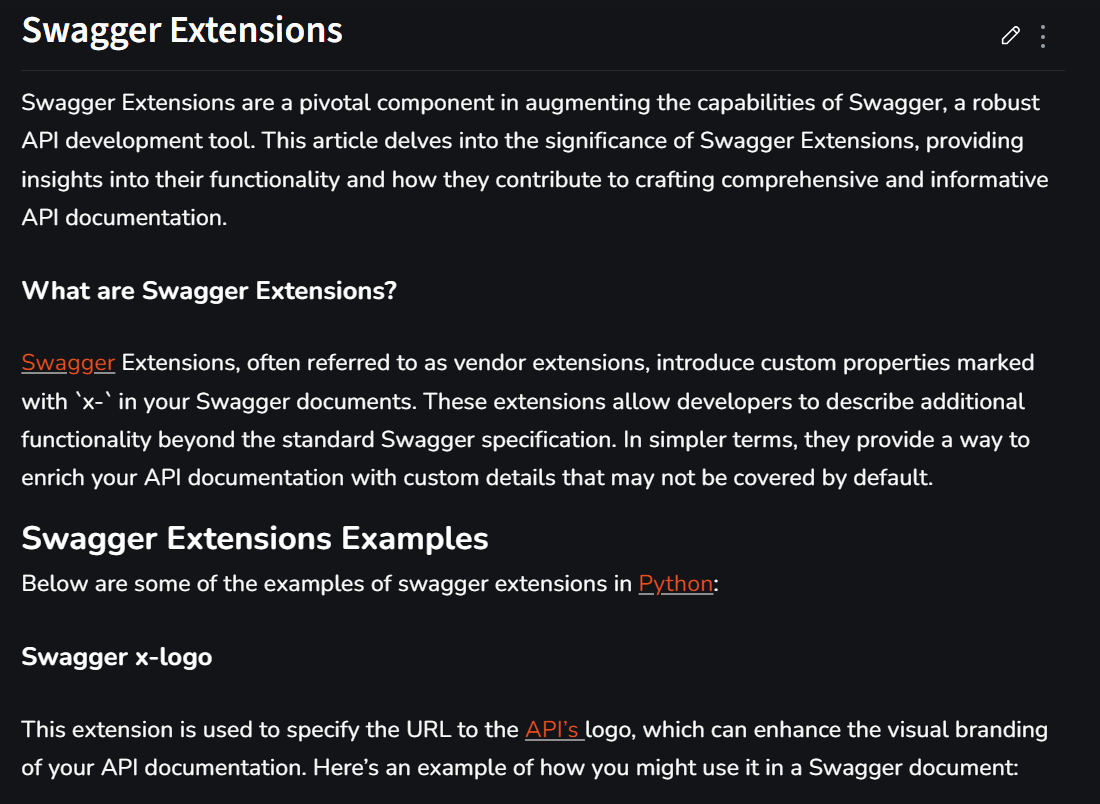 Swagger Extensions
Swagger Extensions are a pivotal component in augmenting the capabilities of Swagger, a robust
API development tool. This article delves into the significance of Swagger Extensions, providing
insights into their functionality and how they contribute to crafting comprehensive and informative
API documentation.
What are Swagger Extensions?
Swagger Extensions, often referred to as vendor extensions, introduce custom properties marked
with `x-` in your Swagger documents. These extensions allow developers to describe additional
functionality beyond the standard Swagger specification. In simpler terms, they provide a way to
enrich your API documentation with custom details that may not be covered by default.
Swagger Extensions Examples
Below are some of the examples of swagger extensions in Python:
Swagger x-logo
This extension is used to specify the URL to the API’s logo, which can enhance the visual branding
of your API documentation. Here’s an example of how you might use it in a Swagger document: